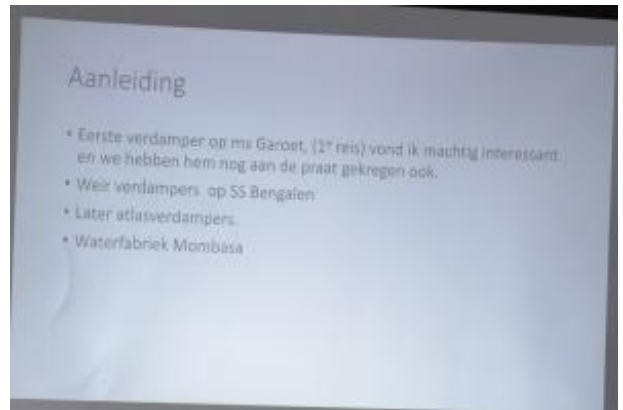 Aanleiding
• Eerste verdamper op ms Garoet, (1e reis) vond ik machtig interessant
en we hebben hem nog aan de praat gekregen ook.
• Weir verdampers op SS Bengalen
• Later atlasverdampers.
• Waterfabriek Mombasa